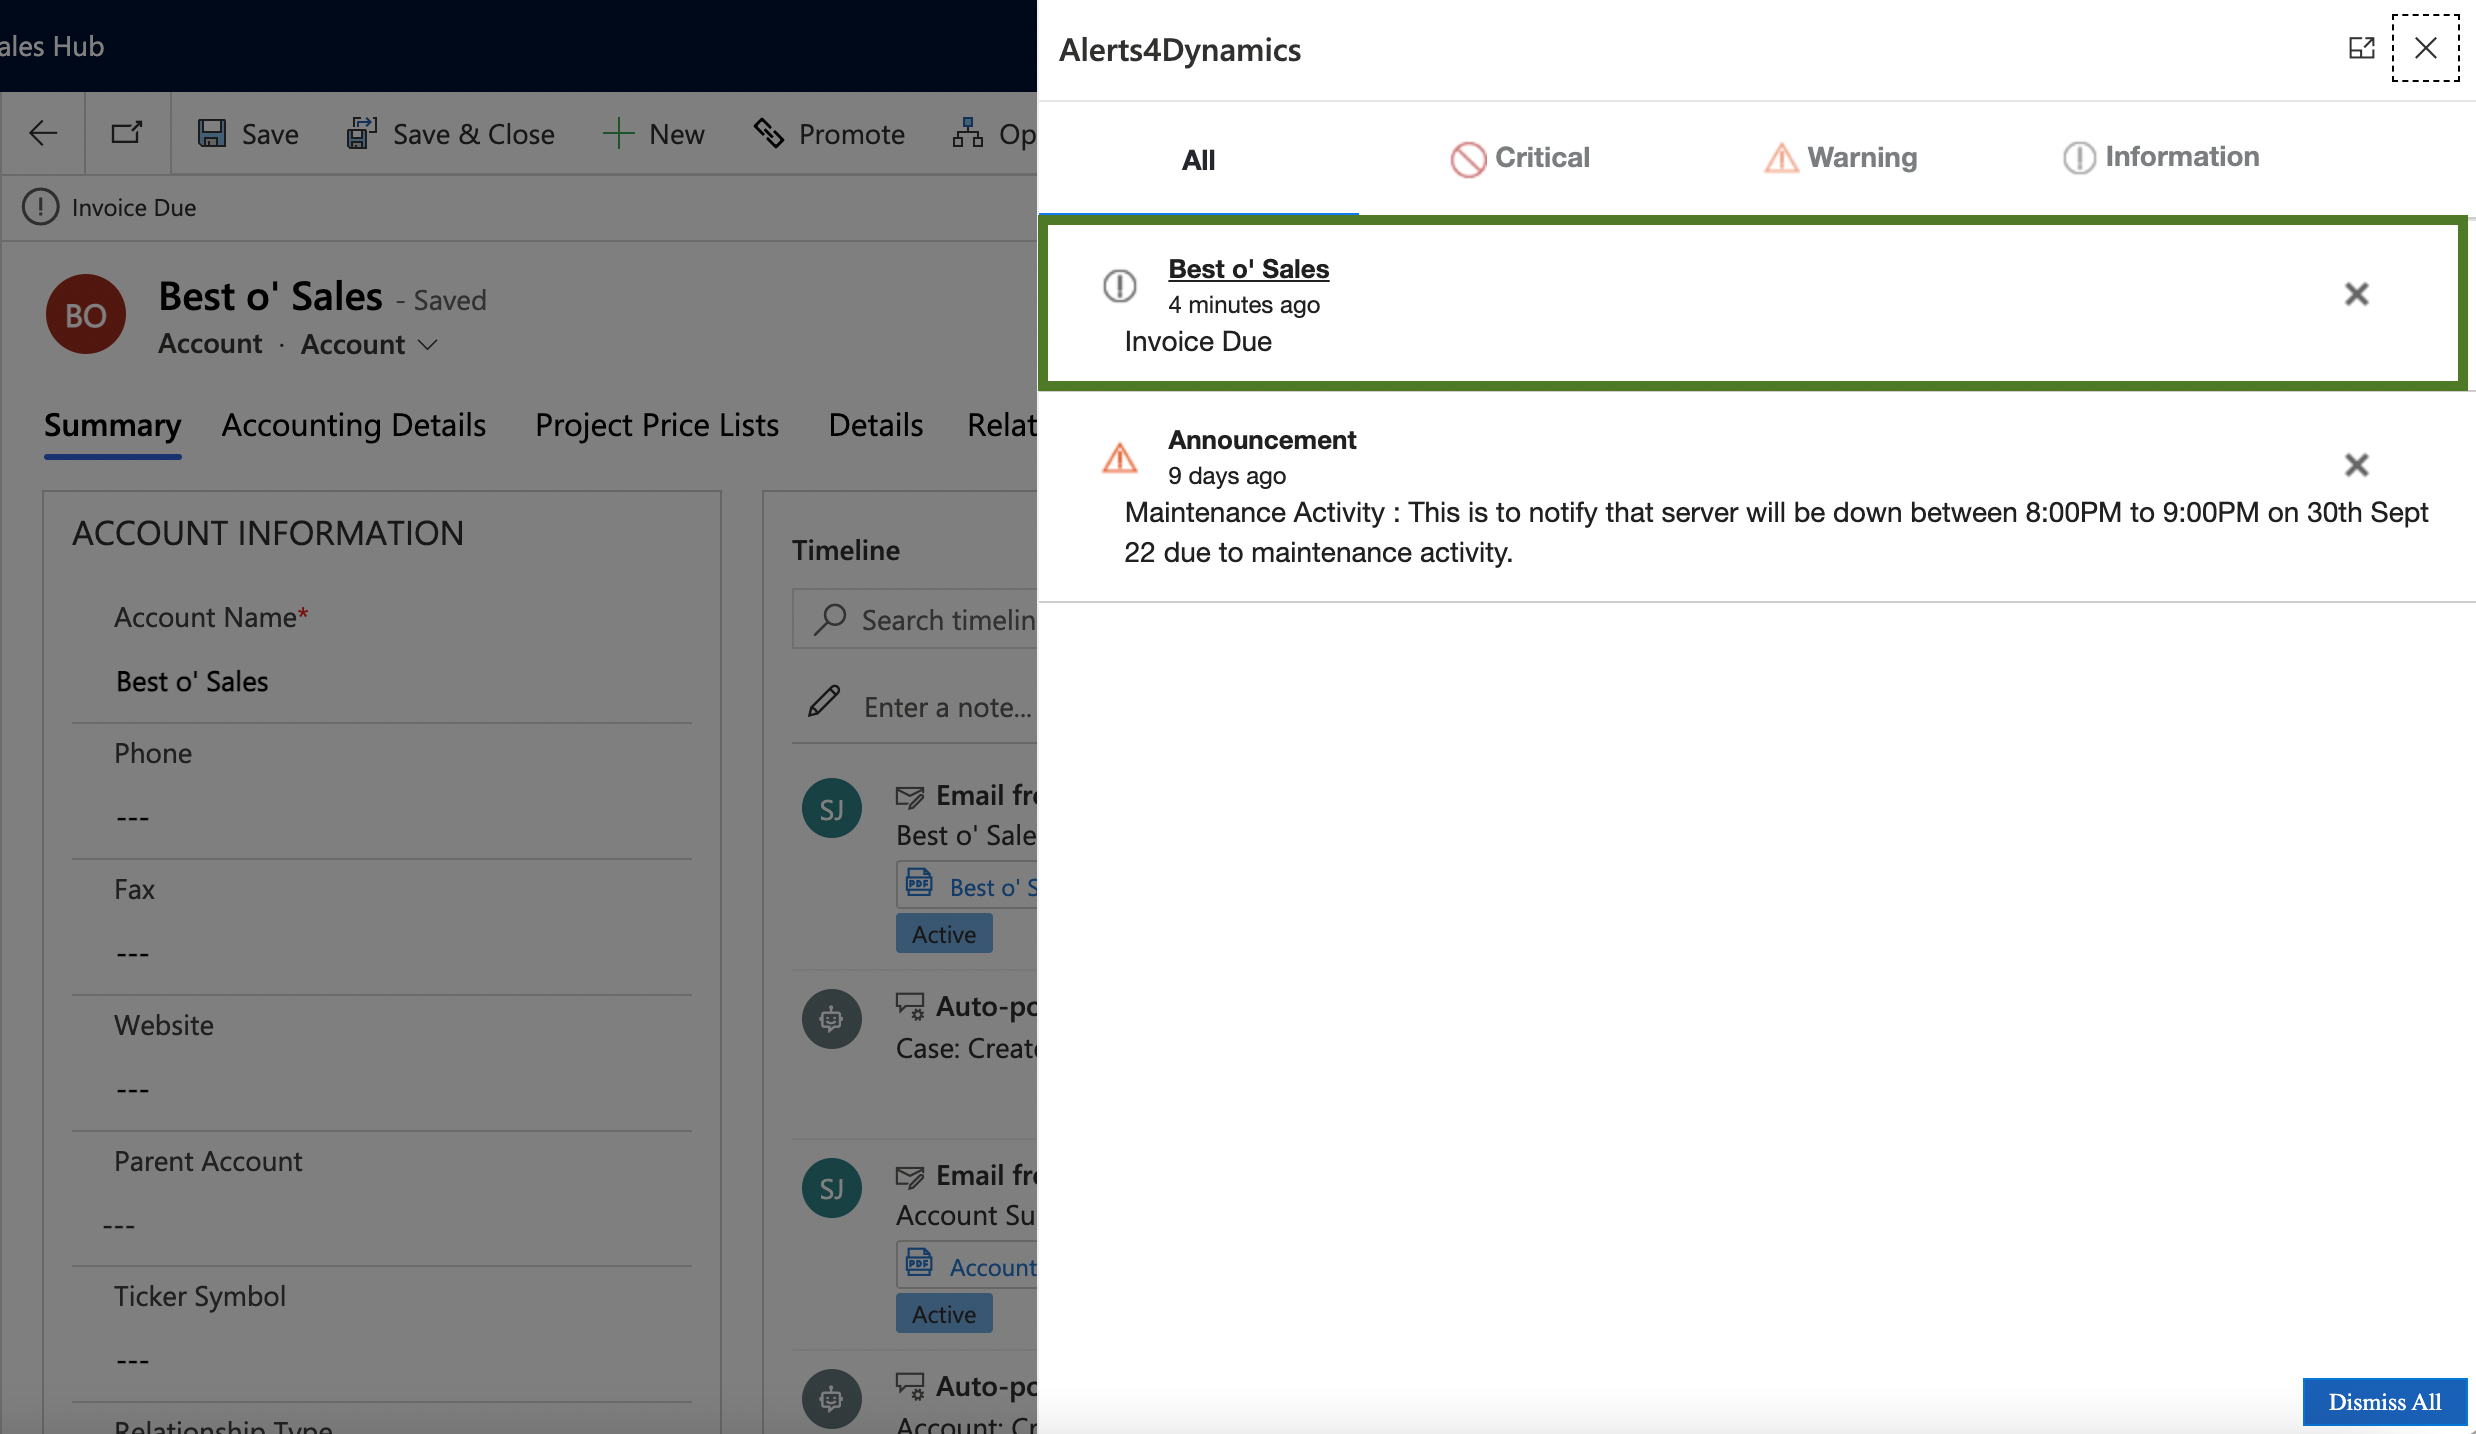 ales Hub
Save
Save & Close
New
Promote
Op
Invoice Due
BO
Best o' Sales - Saved
Account · Account
Summary
Accounting Details
Project Price Lists
Details
Relat
ACCOUNT INFORMATION
Account Name*
Best o' Sales
Phone
---
Fax
---
Website
---
Parent Account
---
Ticker Symbol
---
Relationship Type
Timeline
Search timelin
Enter a note...
SJ
Email fro
Best o' Sale
PDF
Best o' S
Active
Auto-po
Case: Create
SJ
Email fro
Account Su
PDF
Account
Active
Auto-po
Account: Cr
Alerts4Dynamics
All
Critical
Warning
Information
Best o' Sales
4 minutes ago
Invoice Due
Announcement
9 days ago
Maintenance Activity : This is to notify that server will be down between 8:00PM to 9:00PM on 30th Sept
22 due to maintenance activity.
Dismiss All